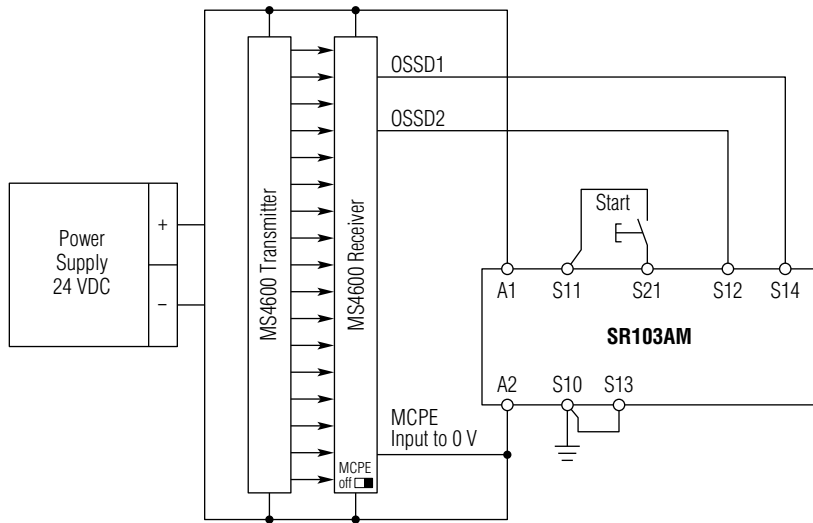 OSSD1
OSSD2
Power
Supply
24 VDC
+
−
MS4600 Transmitter
MS4600 Receiver
Start
A1
S11
S21
S12
S14
SR103AM
A2
S10
S13
MCPE
Input to 0 V
MCPE
off